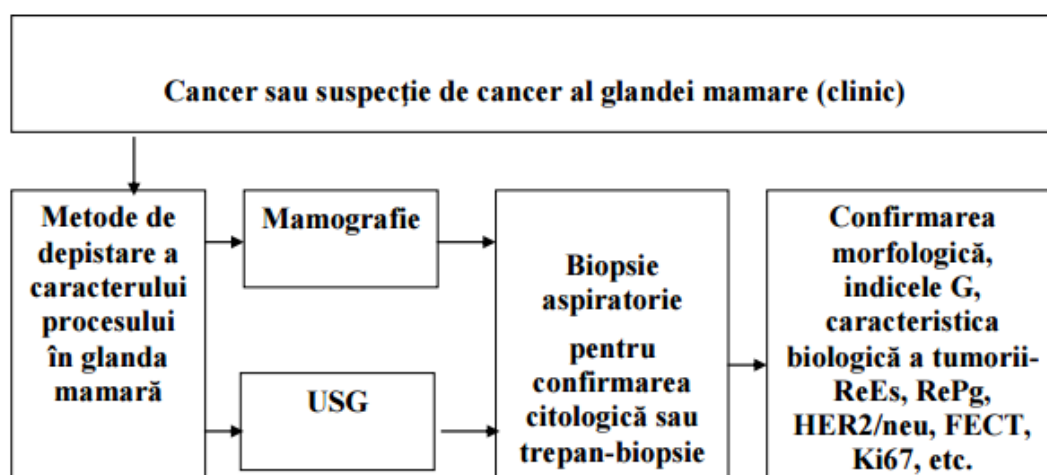 Cancer sau suspecție de cancer al glandei mamare (clinic)
Metode de
depistare a
caracterului
procesului
în glanda
mamară
Mamografie
USG
Biopsie
aspiratorie
pentru
confirmarea
citologică sau
trepan-biopsie
Confirmarea
morfologică,
indicele G,
caracteristica
biologică a tumorii-
ReEs, RePg,
HER2/neu, FECT,
Ki67, etc.